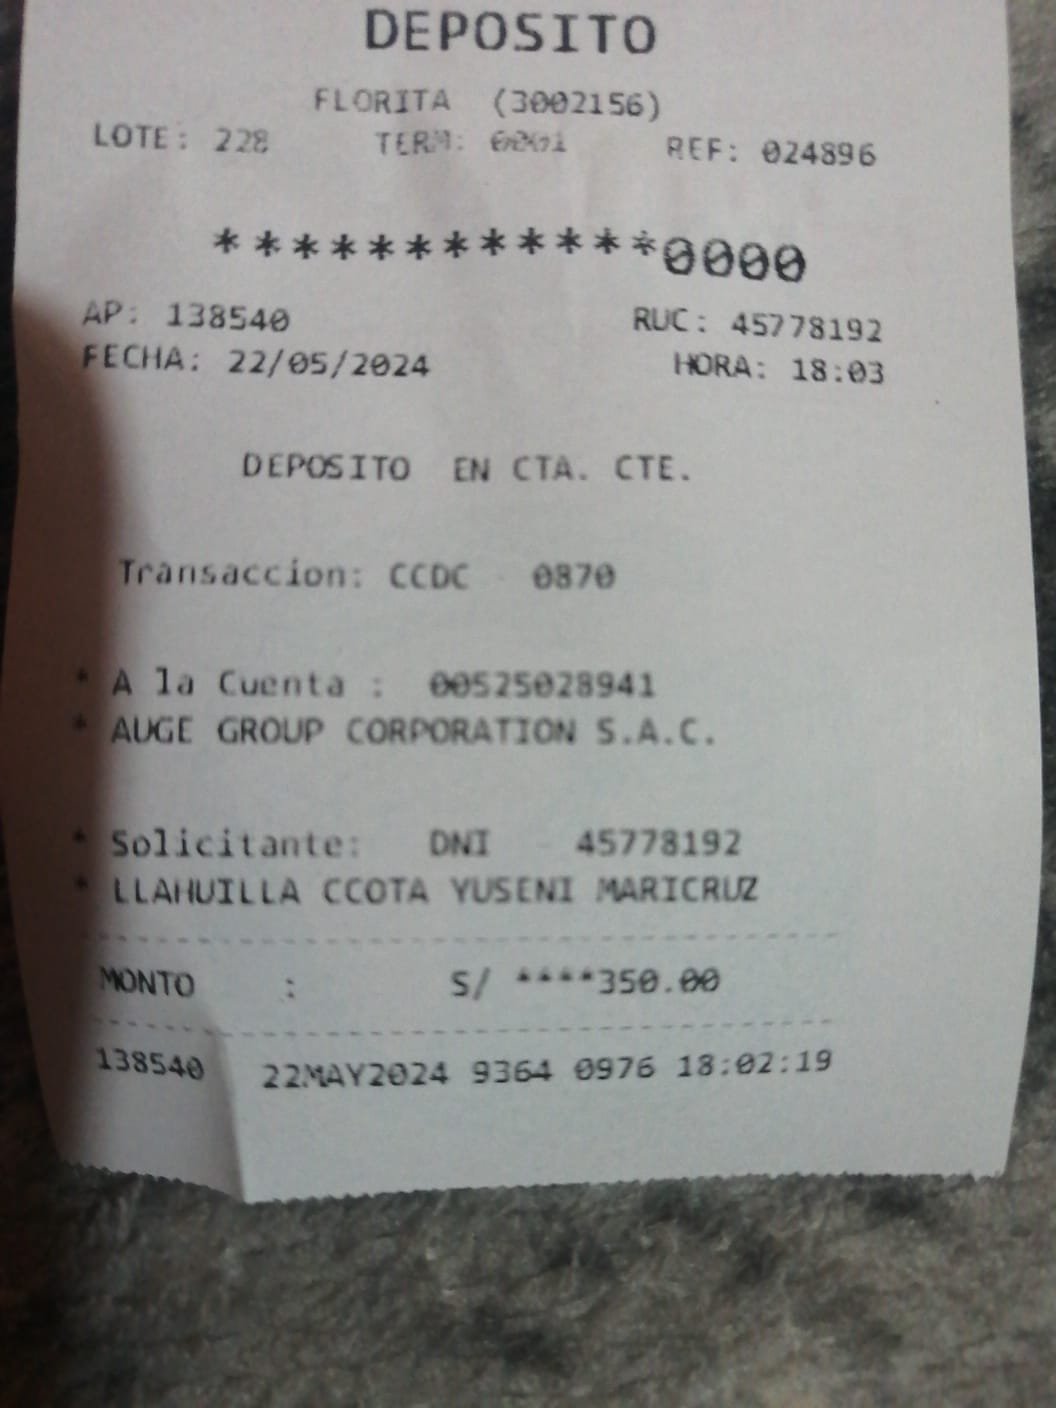 DEPOSITO
FLORITA (3002156)
LOTE: 228 TERM: 0001 REF: 024896
************0000
AP: 138540 RUC: 45778192
FECHA: 22/05/2024 HORA: 18:03
DEPOSITO EN CTA. CTE.
Transaccion: CCDC 0870
* A la Cuenta : 00525028941
* AUGE GROUP CORPORATION S.A.C.
* Solicitante: DNI 45778192
* LLAHUILLA CCOTA YUSENI MARICRUZ
MONTO : S/ ****350.00
138540 22MAY2024 9364 0976 18:02:19